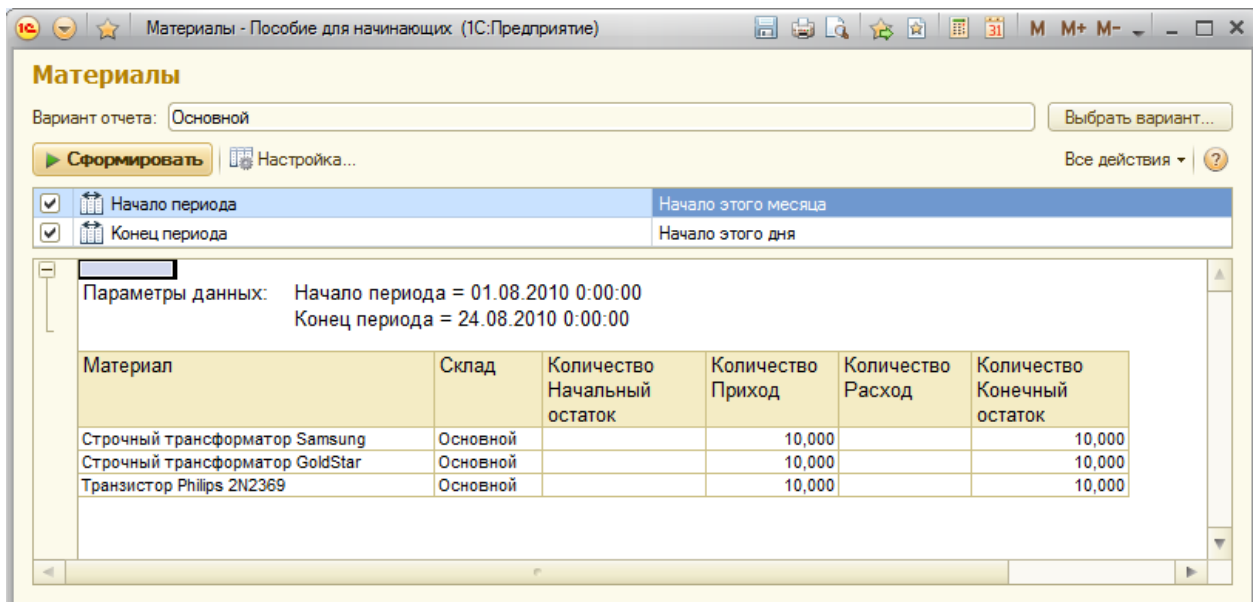 Материалы - Пособие для начинающих (1С:Предприятие)
M M+ M-
31
Материалы
Вариант отчета: Основной Выбрать вариант...
Сформировать Настройка... Все действия ?
Начало периода Начало этого месяца
Конец периода Начало этого дня
Параметры данных: Начало периода = 01.08.2010 0:00:00
Конец периода = 24.08.2010 0:00:00
Материал Склад Количество Начальный остаток Количество Приход Количество Расход Количество Конечный остаток
Строчный трансформатор Samsung Основной 10,000 10,000
Строчный трансформатор GoldStar Основной 10,000 10,000
Транзистор Philips 2N2369 Основной 10,000 10,000